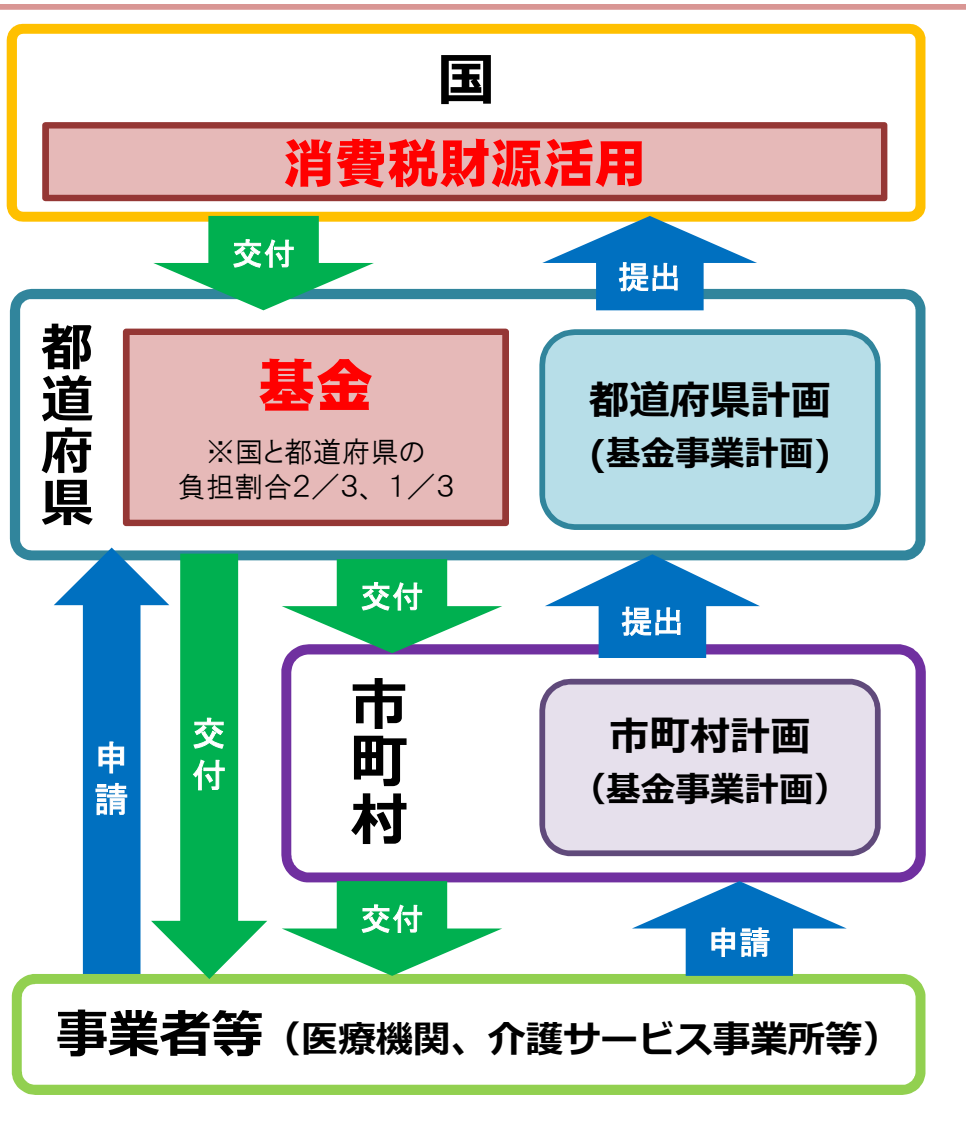 国
消費税財源活用
交付
提出
都道府県
基金
※国と都道府県の
負担割合2／3、1／3
都道府県計画
(基金事業計画)
交付
提出
申請
交付
市町村
市町村計画
（基金事業計画）
交付
申請
事業者等（医療機関、介護サービス事業所等）